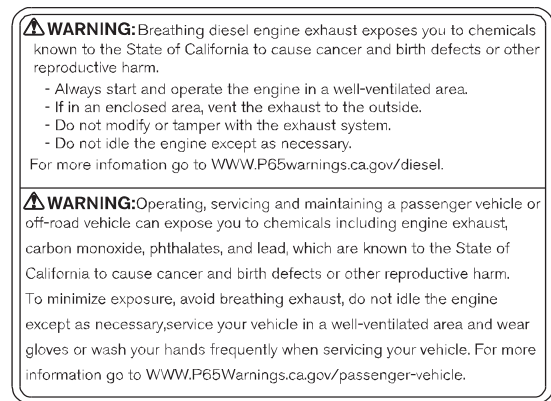 ⚠ WARNING: Breathing diesel engine exhaust exposes you to chemicals
known to the State of California to cause cancer and birth defects or other
reproductive harm.
- Always start and operate the engine in a well-ventilated area.
- If in an enclosed area, vent the exhaust to the outside.
- Do not modify or tamper with the exhaust system.
- Do not idle the engine except as necessary.
For more infomation go to WWW.P65warnings.ca.gov/diesel.
⚠ WARNING:Operating, servicing and maintaining a passenger vehicle or
off-road vehicle can expose you to chemicals including engine exhaust,
carbon monoxide, phthalates, and lead, which are known to the State of
California to cause cancer and birth defects or other reproductive harm.
To minimize exposure, avoid breathing exhaust, do not idle the engine
except as necessary,service your vehicle in a well-ventilated area and wear
gloves or wash your hands frequently when servicing your vehicle. For more
information go to WWW.P65Warnings.ca.gov/passenger-vehicle.